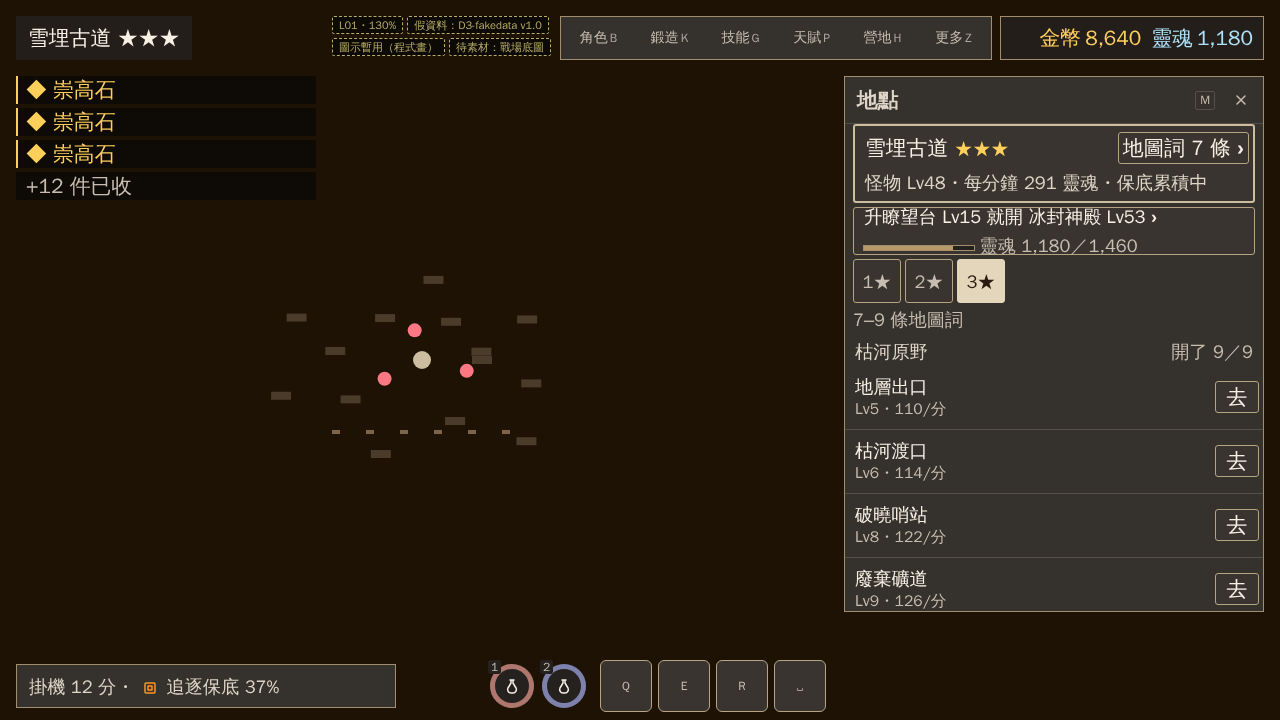 雪埋古道 ★★★
L01・130%
假資料：D3-fakedata v1.0
圖示暫用（程式畫）
待素材：戰場底圖
角色B 鍛造K 技能G 天賦P 營地H 更多Z
金幣 8,640 靈魂 1,180
◆ 崇高石
◆ 崇高石
◆ 崇高石
+12 件已收
地點 M ×
雪埋古道 ★★★ 地圖詞 7 條 ›
怪物 Lv48・每分鐘 291 靈魂・保底累積中
升瞭望台 Lv15 就開 冰封神殿 Lv53 ›
靈魂 1,180／1,460
1★ 2★ 3★
7–9 條地圖詞
枯河原野 開了 9／9
地層出口 去
Lv5・110/分
枯河渡口 去
Lv6・114/分
破曉哨站 去
Lv8・122/分
廢棄礦道 去
Lv9・126/分
掛機 12 分・ 追逐保底 37%
1 2 Q E R ␣